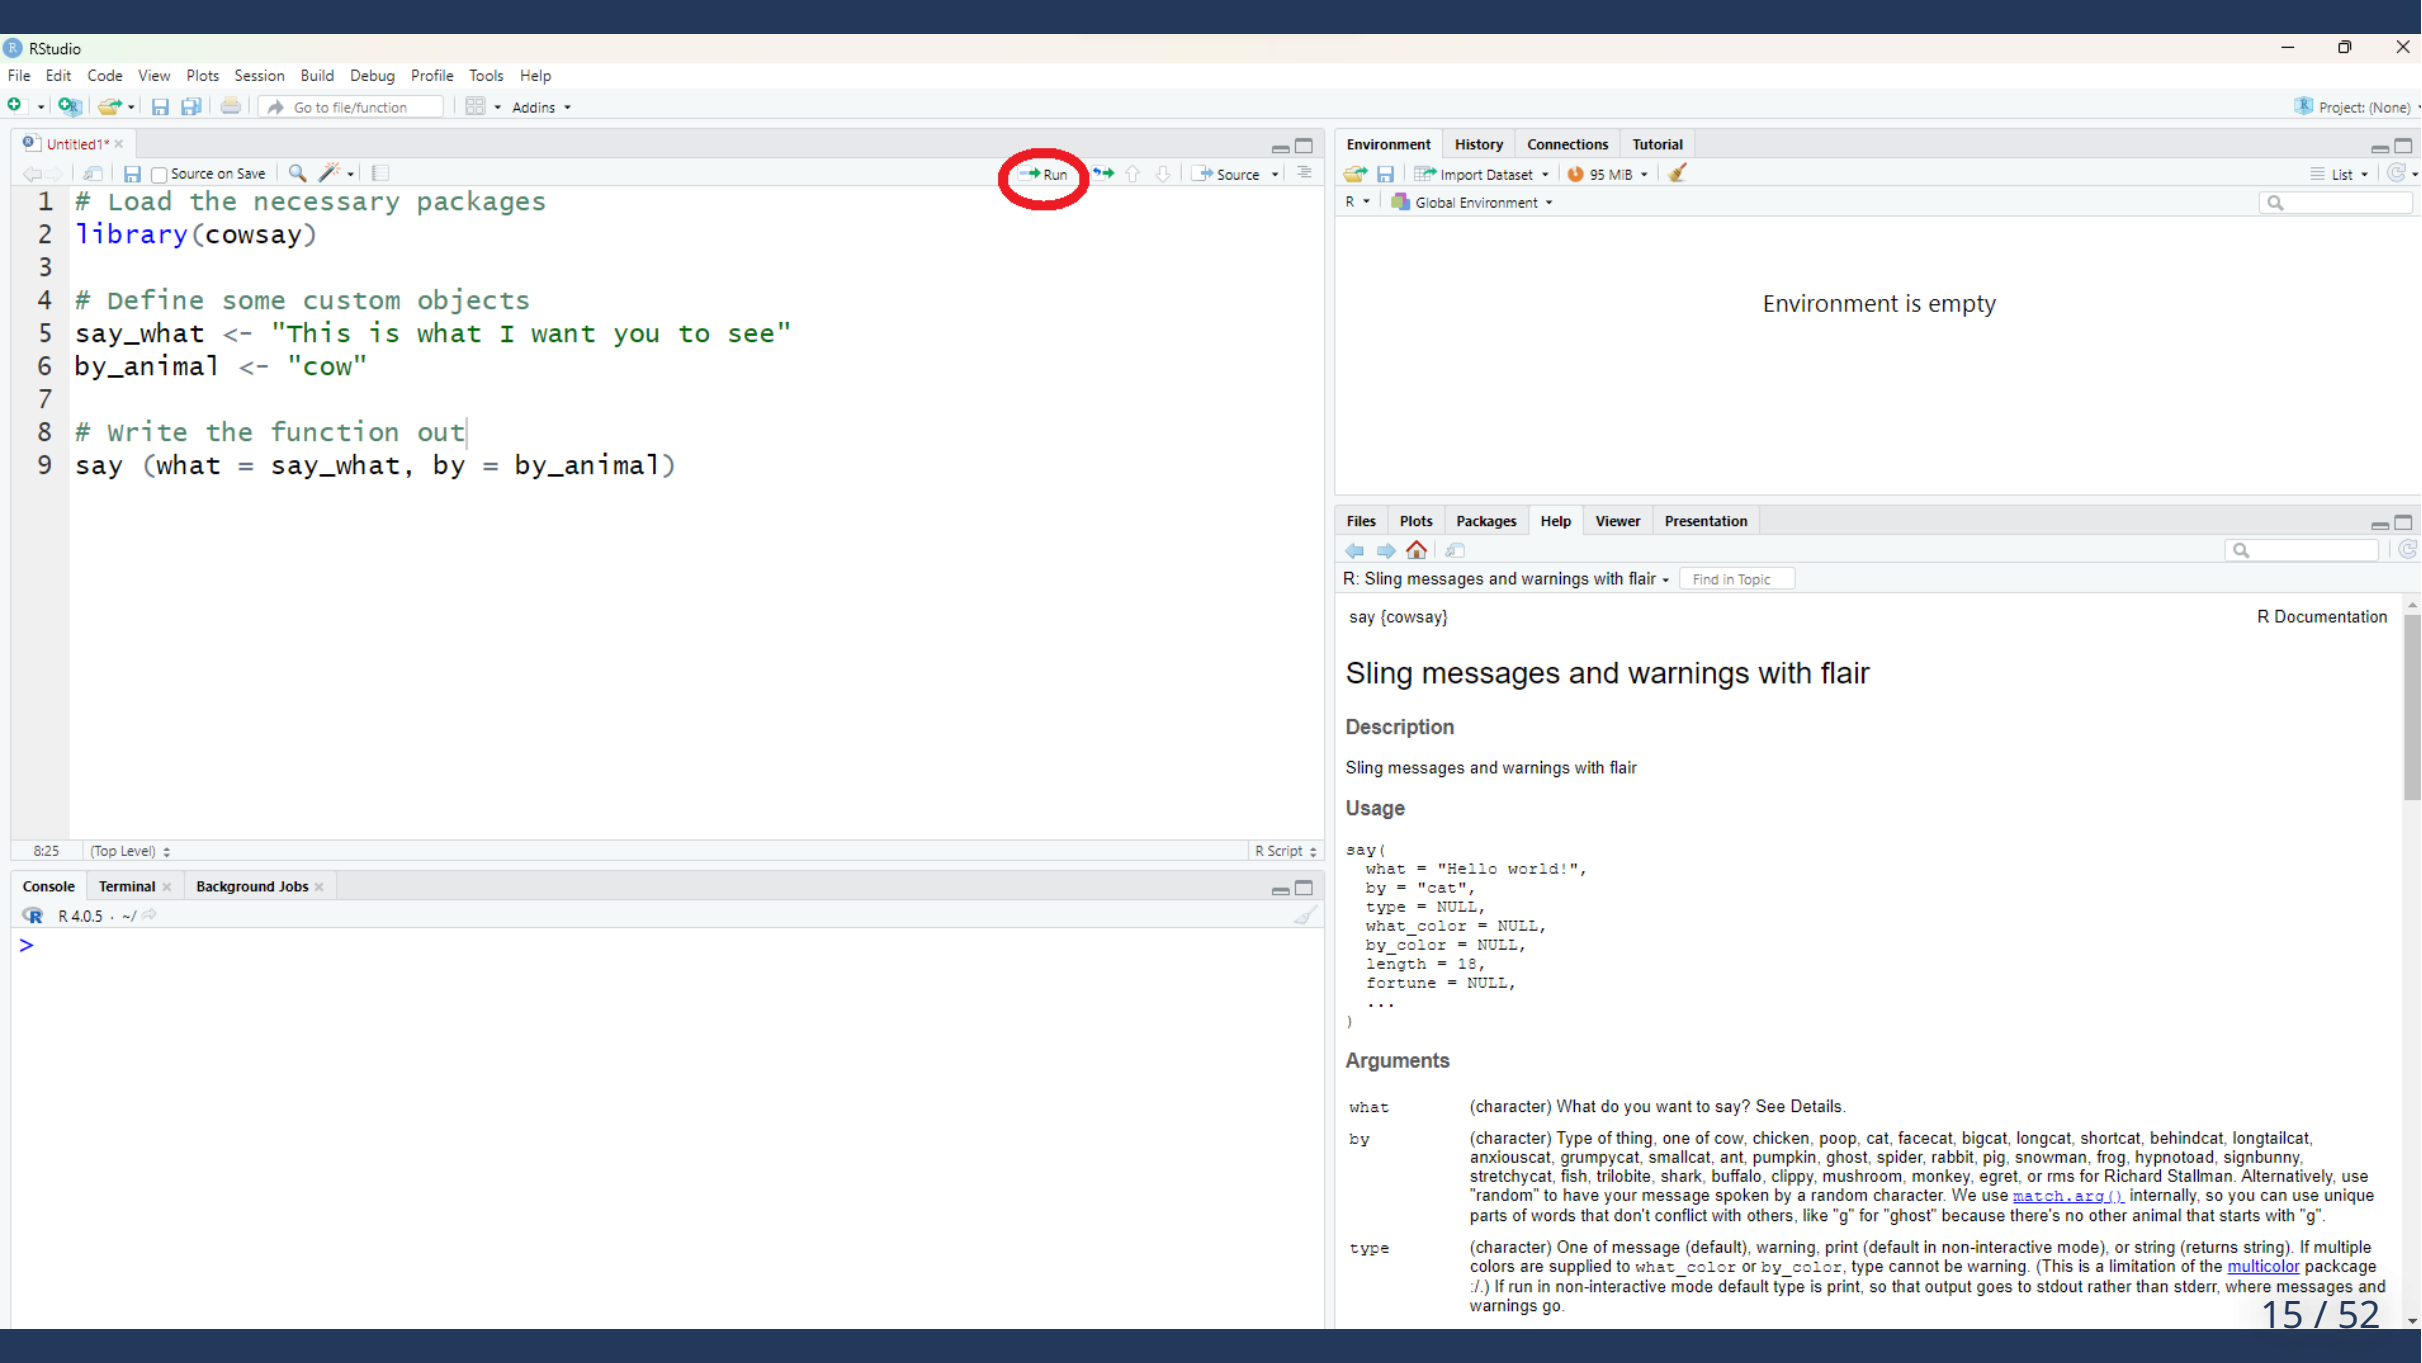 RStudio
File Edit Code View Plots Session Build Debug Profile Tools Help
Go to file/function Addins Project: (None)
Untitled1*
Source on Save Run Source
1 # Load the necessary packages
2 library(cowsay)
3
4 # Define some custom objects
5 say_what <- "This is what I want you to see"
6 by_animal <- "cow"
7
8 # Write the function out
9 say (what = say_what, by = by_animal)
8:25 (Top Level) R Script
Console Terminal Background Jobs
R 4.0.5 · ~/
>
Environment History Connections Tutorial
Import Dataset 95 MiB List
R Global Environment
Environment is empty
Files Plots Packages Help Viewer Presentation
R: Sling messages and warnings with flair Find in Topic
say {cowsay} R Documentation
Sling messages and warnings with flair
Description
Sling messages and warnings with flair
Usage
say(
what = "Hello world!",
by = "cat",
type = NULL,
what_color = NULL,
by_color = NULL,
length = 18,
fortune = NULL,
...
)
Arguments
what (character) What do you want to say? See Details.
by (character) Type of thing, one of cow, chicken, poop, cat, facecat, bigcat, longcat, shortcat, behindcat, longtailcat,
anxiouscat, grumpycat, smallcat, ant, pumpkin, ghost, spider, rabbit, pig, snowman, frog, hypnotoad, signbunny,
stretchycat, fish, trilobite, shark, buffalo, clippy, mushroom, monkey, egret, or rms for Richard Stallman. Alternatively, use
"random" to have your message spoken by a random character. We use match.arg() internally, so you can use unique
parts of words that don't conflict with others, like "g" for "ghost" because there's no other animal that starts with "g".
type (character) One of message (default), warning, print (default in non-interactive mode), or string (returns string). If multiple
colors are supplied to what_color or by_color, type cannot be warning. (This is a limitation of the multicolor packcage
:/.) If run in non-interactive mode default type is print, so that output goes to stdout rather than stderr, where messages and
warnings go.
15 / 52